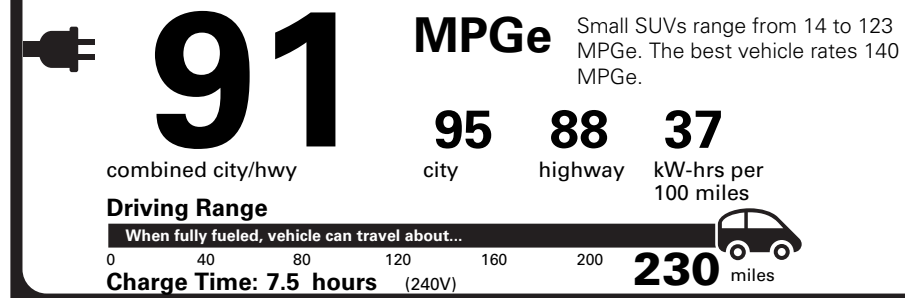 91
MPGe
Small SUVs range from 14 to 123
MPGe. The best vehicle rates 140
MPGe.
95
88
37
combined city/hwy
city
highway
kW-hrs per
100 miles
Driving Range
When fully fueled, vehicle can travel about...
0 40 80 120 160 200 230 miles
Charge Time: 7.5 hours (240V)